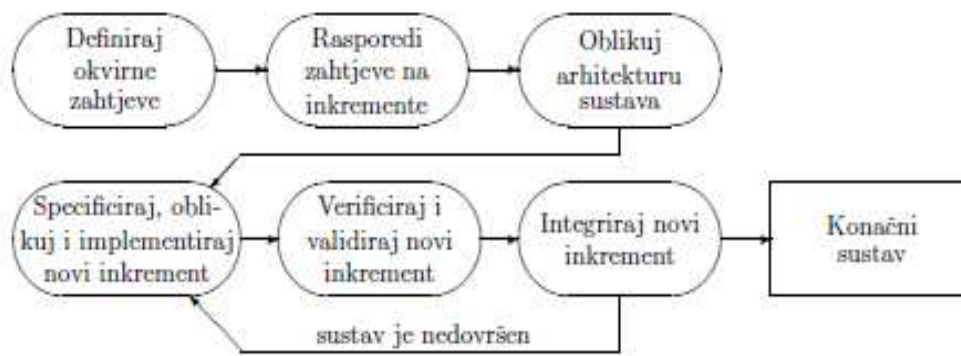 Definiraj
okvirne
zahtjeve
Rasporedi
zahtjeve na
inkremente
Oblikuj
arhitekturu
sustava
Specificiraj, obli-
kuj i implementiraj
novi inkrement
Verificiraj i
validiraj novi
inkrement
Integriraj novi
inkrement
Konačni
sustav
sustav je nedovršen